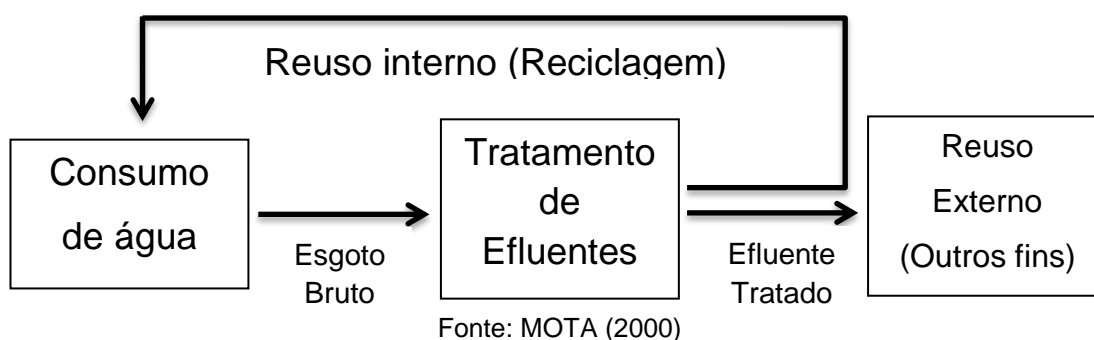 Reuso interno (Reciclagem)
Consumo
de água
Esgoto
Bruto
Tratamento
de
Efluentes
Efluente
Tratado
Reuso
Externo
(Outros fins)
Fonte: MOTA (2000)